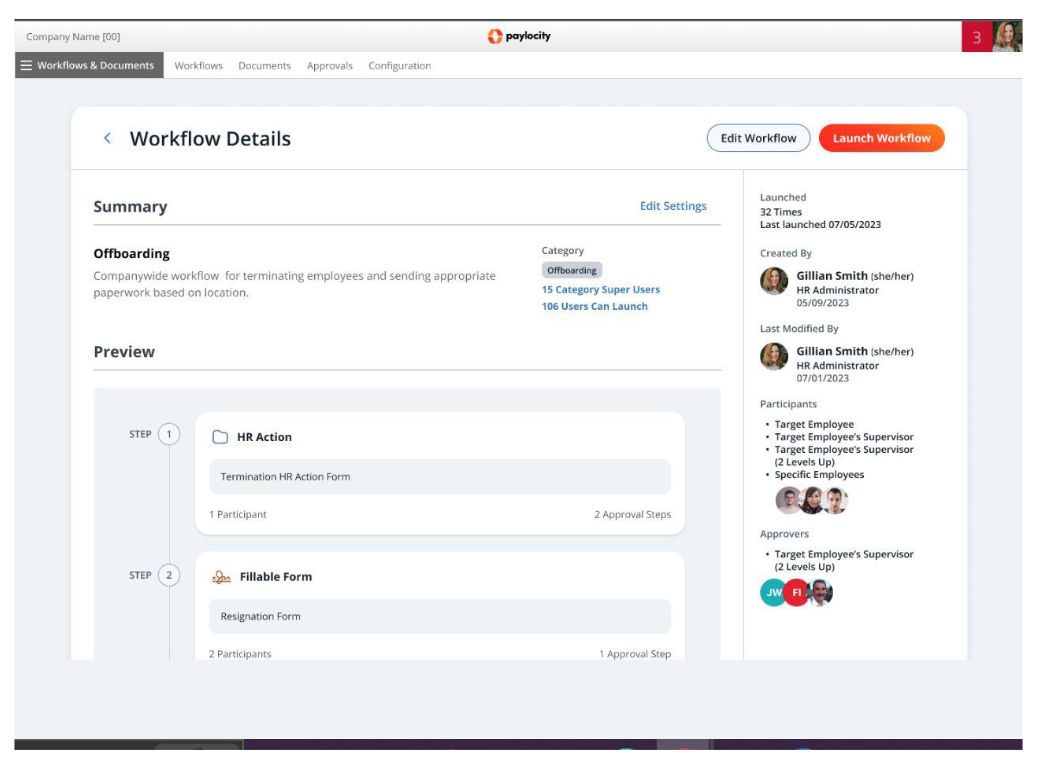 Company Name [00]
paylocity
3
Workflows & Documents
Workflows
Documents
Approvals
Configuration
Workflow Details
Edit Workflow
Launch Workflow
Summary
Edit Settings
Offboarding
Companywide workflow for terminating employees and sending appropriate
paperwork based on location.
Category
Offboarding
15 Category Super Users
106 Users Can Launch
Preview
STEP 1
HR Action
Termination HR Action Form
1 Participant
2 Approval Steps
STEP 2
Fillable Form
Resignation Form
2 Participants
1 Approval Step
Launched
32 Times
Last launched 07/05/2023
Created By
Gillian Smith (she/her)
HR Administrator
05/09/2023
Last Modified By
Gillian Smith (she/her)
HR Administrator
07/01/2023
Participants
• Target Employee
• Target Employee's Supervisor
• Target Employee's Supervisor
(2 Levels Up)
• Specific Employees
Approvers
• Target Employee's Supervisor
(2 Levels Up)
JW
FI